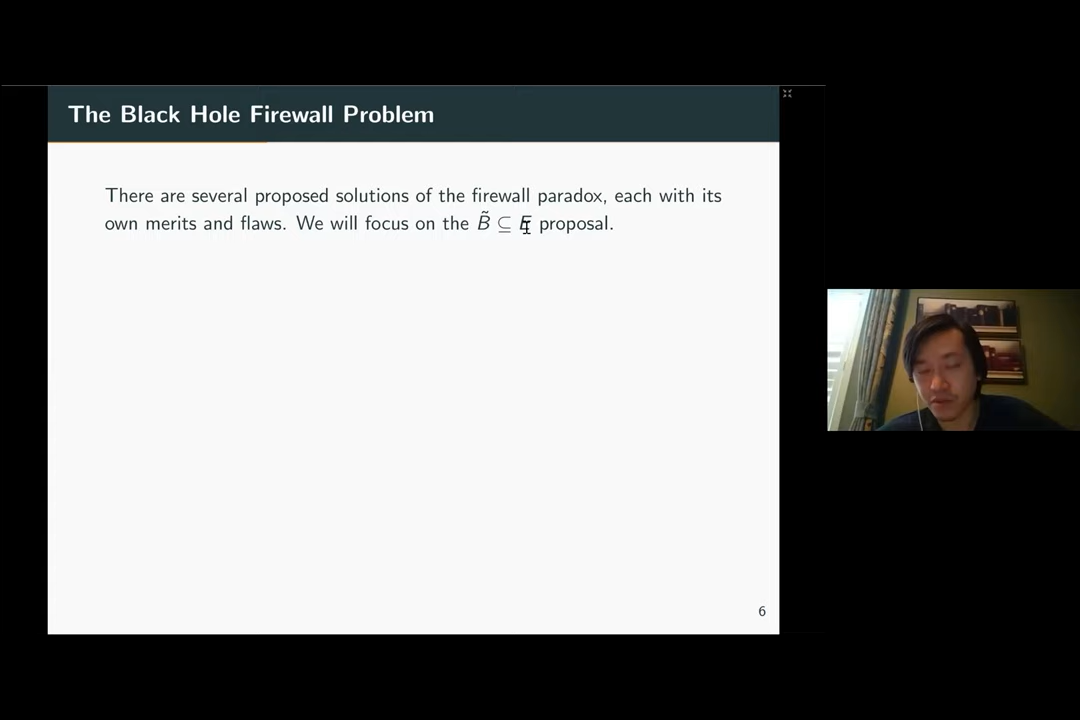 The Black Hole Firewall Problem
There are several proposed solutions of the firewall paradox, each with its
own merits and flaws. We will focus on the B̃ ⊆ E proposal.
6